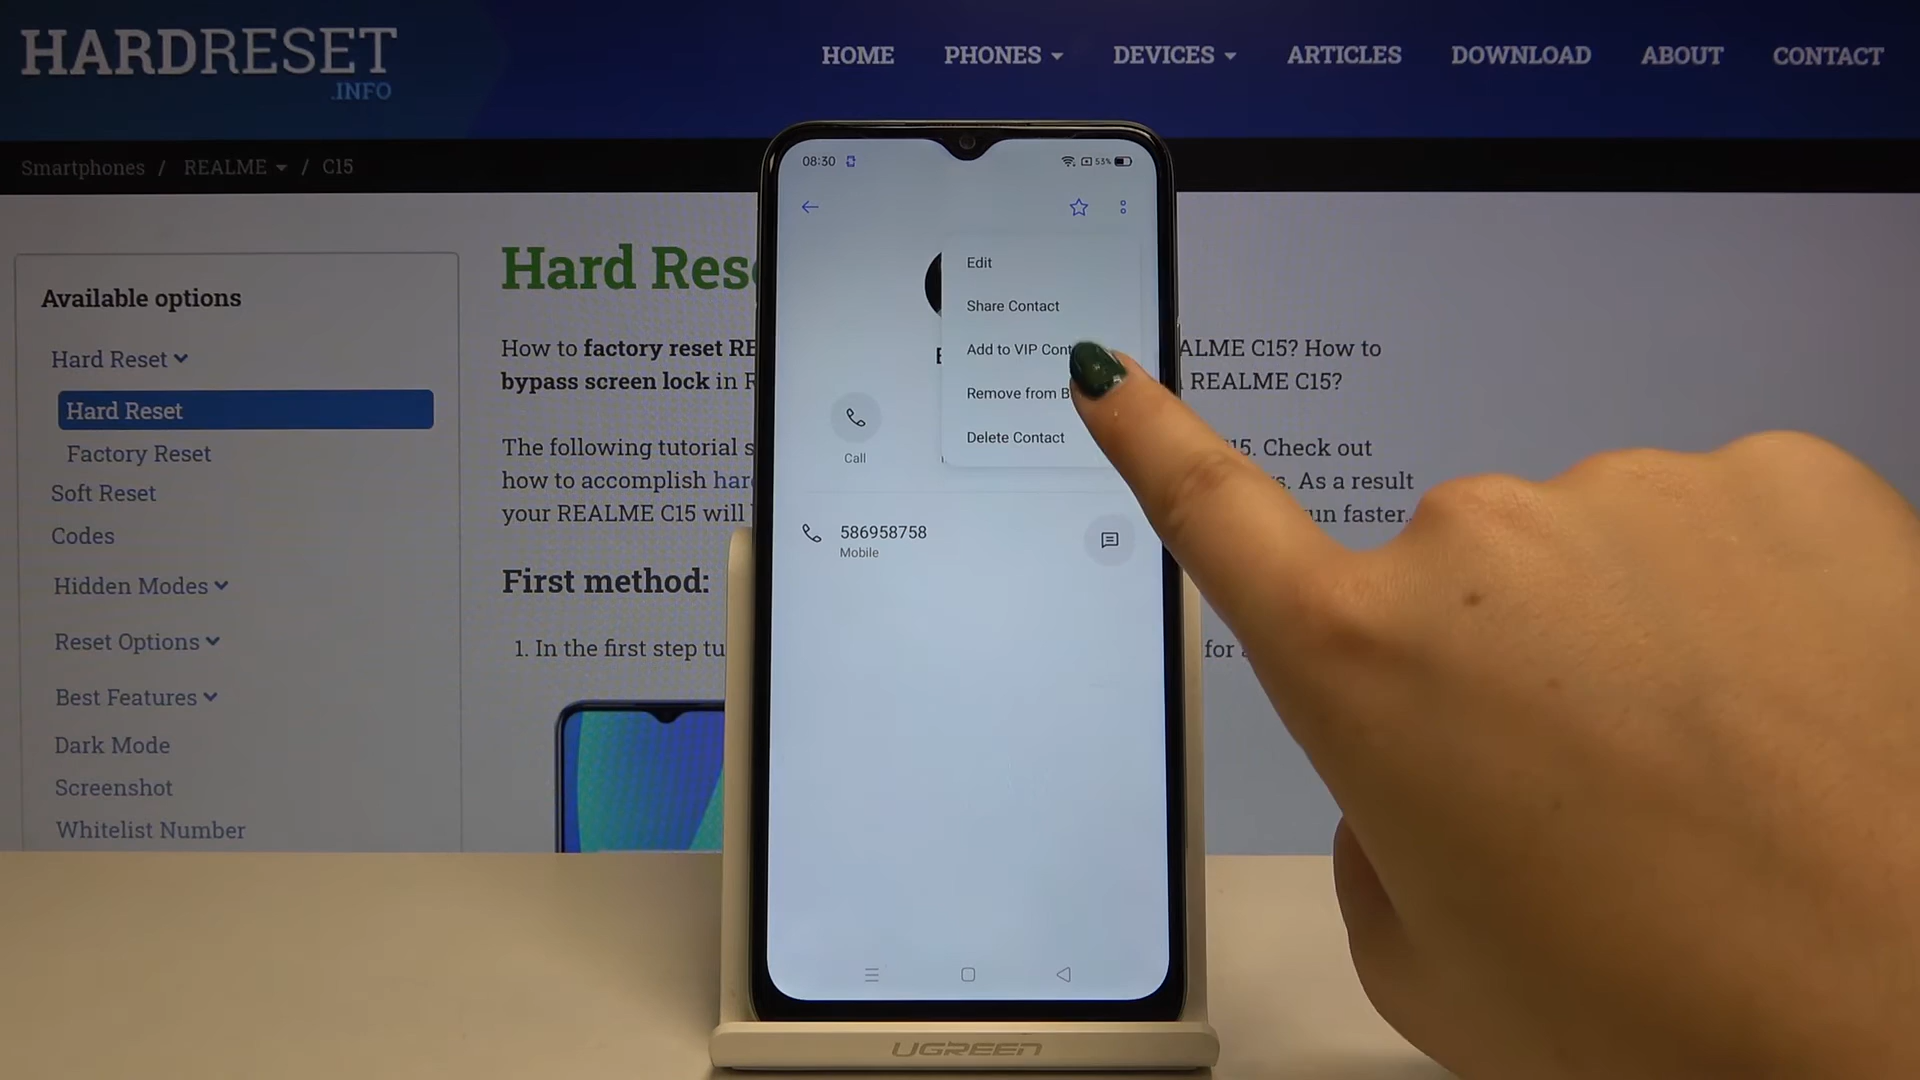 HARDRESET
.INFO
HOME PHONES DEVICES ARTICLES DOWNLOAD ABOUT CONTACT
Smartphones / REALME / C15
Available options
Hard Reset
Hard Reset
Factory Reset
Soft Reset
Codes
Hidden Modes
Reset Options
Best Features
Dark Mode
Screenshot
Whitelist Number
Hard
How to factory reset ALME C15? How to
bypass screen lock in REALME C15?
The following tutorial 15. Check out
how to accomplish As a result
your REALME C15 will un faster.
First method:
1. In the first step for
08:30 53%
Edit
Share Contact
Add to VIP
Remove from
Delete Contact
Call
586958758
Mobile
UGREEN